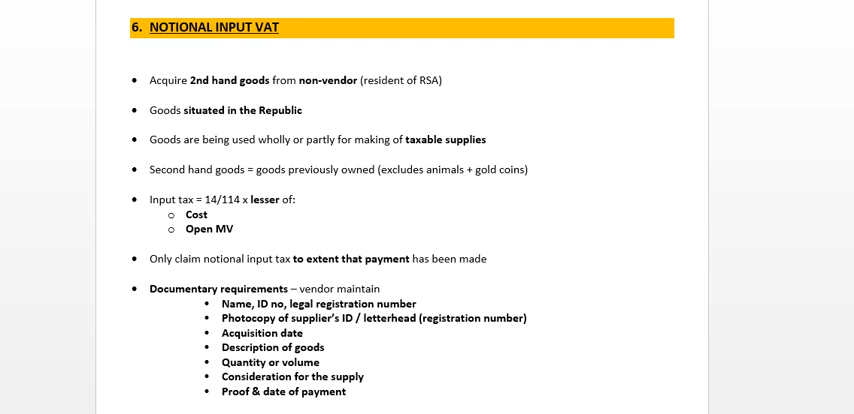 6. NOTIONAL INPUT VAT
• Acquire 2nd hand goods from non-vendor (resident of RSA)
• Goods situated in the Republic
• Goods are being used wholly or partly for making of taxable supplies
• Second hand goods = goods previously owned (excludes animals + gold coins)
• Input tax = 14/114 x lesser of:
o Cost
o Open MV
• Only claim notional input tax to extent that payment has been made
• Documentary requirements – vendor maintain
• Name, ID no, legal registration number
• Photocopy of supplier's ID / letterhead (registration number)
• Acquisition date
• Description of goods
• Quantity or volume
• Consideration for the supply
• Proof & date of payment